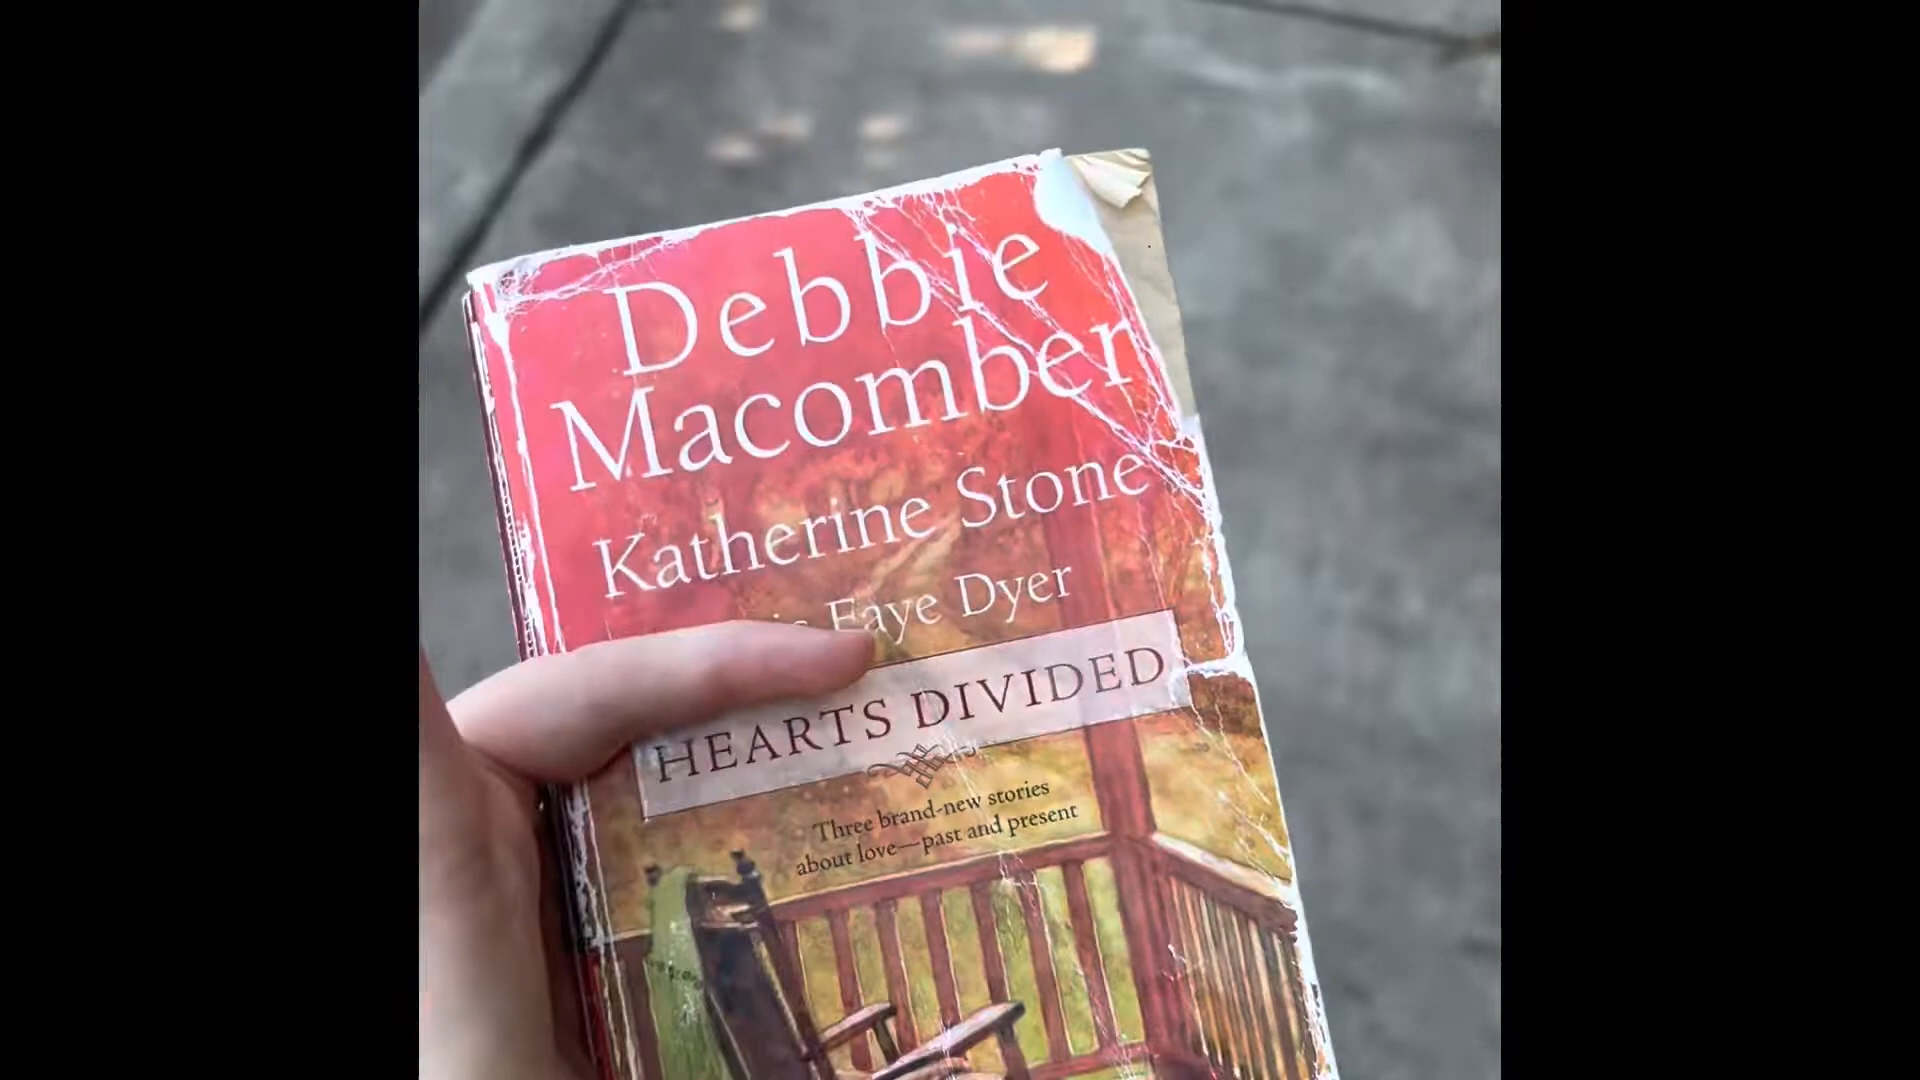 Debbie
Macomber
Katherine Stone
Faye Dyer
HEARTS DIVIDED
Three brand-new stories
about love—past and present